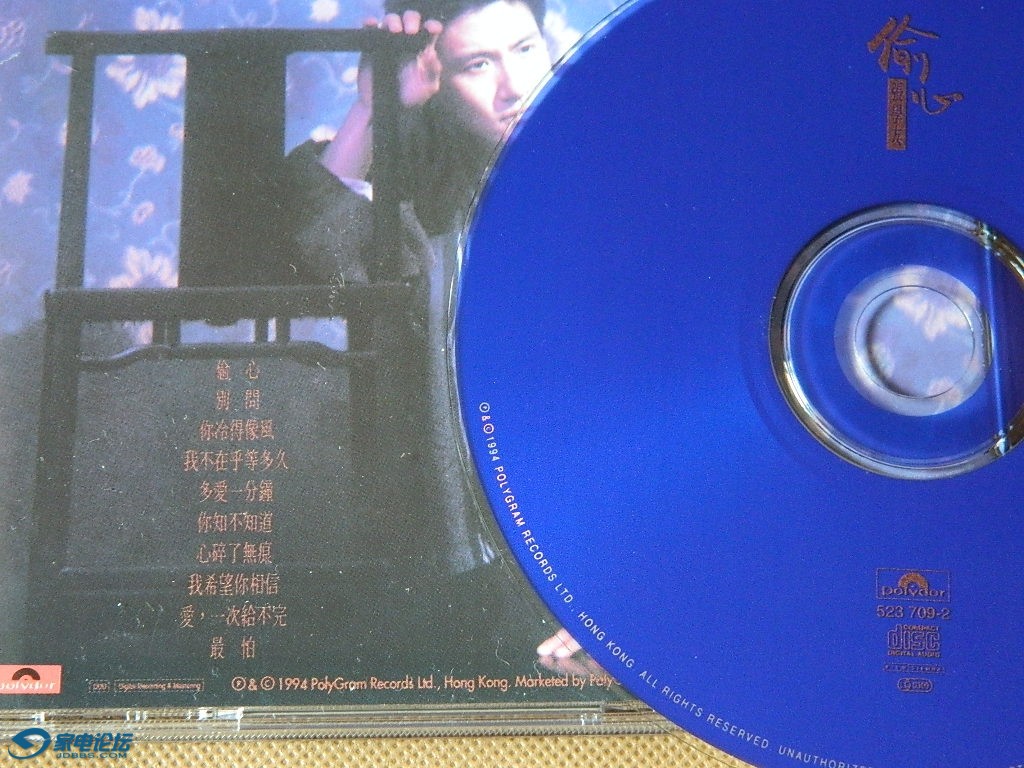 偷心
張學友
偷心
別問
你冷得像風
我不在乎等多久
多愛一分鐘
你知不知道
心碎了無痕
我希望你相信
愛，一次給不完
最怕
polydor
DDD Digital Recording & Mastering
Ⓟ & © 1994 PolyGram Records Ltd., Hong Kong. Marketed by Poly
Ⓟ & © 1994 POLYGRAM RECORDS LTD., HONG KONG ALL RIGHTS RESERVED UNAUTHORIZE
polydor
523 709-2
COMPACT
disc
DIGITAL AUDIO
家电论坛
JDBBS.COM